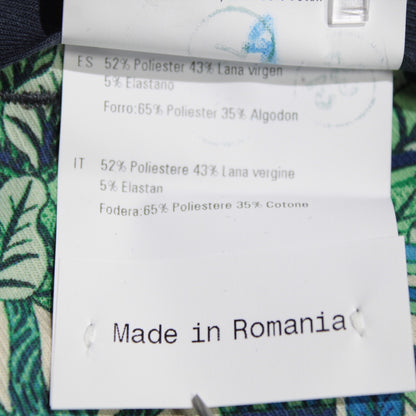 ES 52% Poliester 43% Lana virgen
5% Elastano
Forro:65% Poliester 35% Algodon
IT 52% Poliestere 43% Lana vergine
5% Elastan
Fodera:65% Poliestere 35% Cotone
Made in Romania